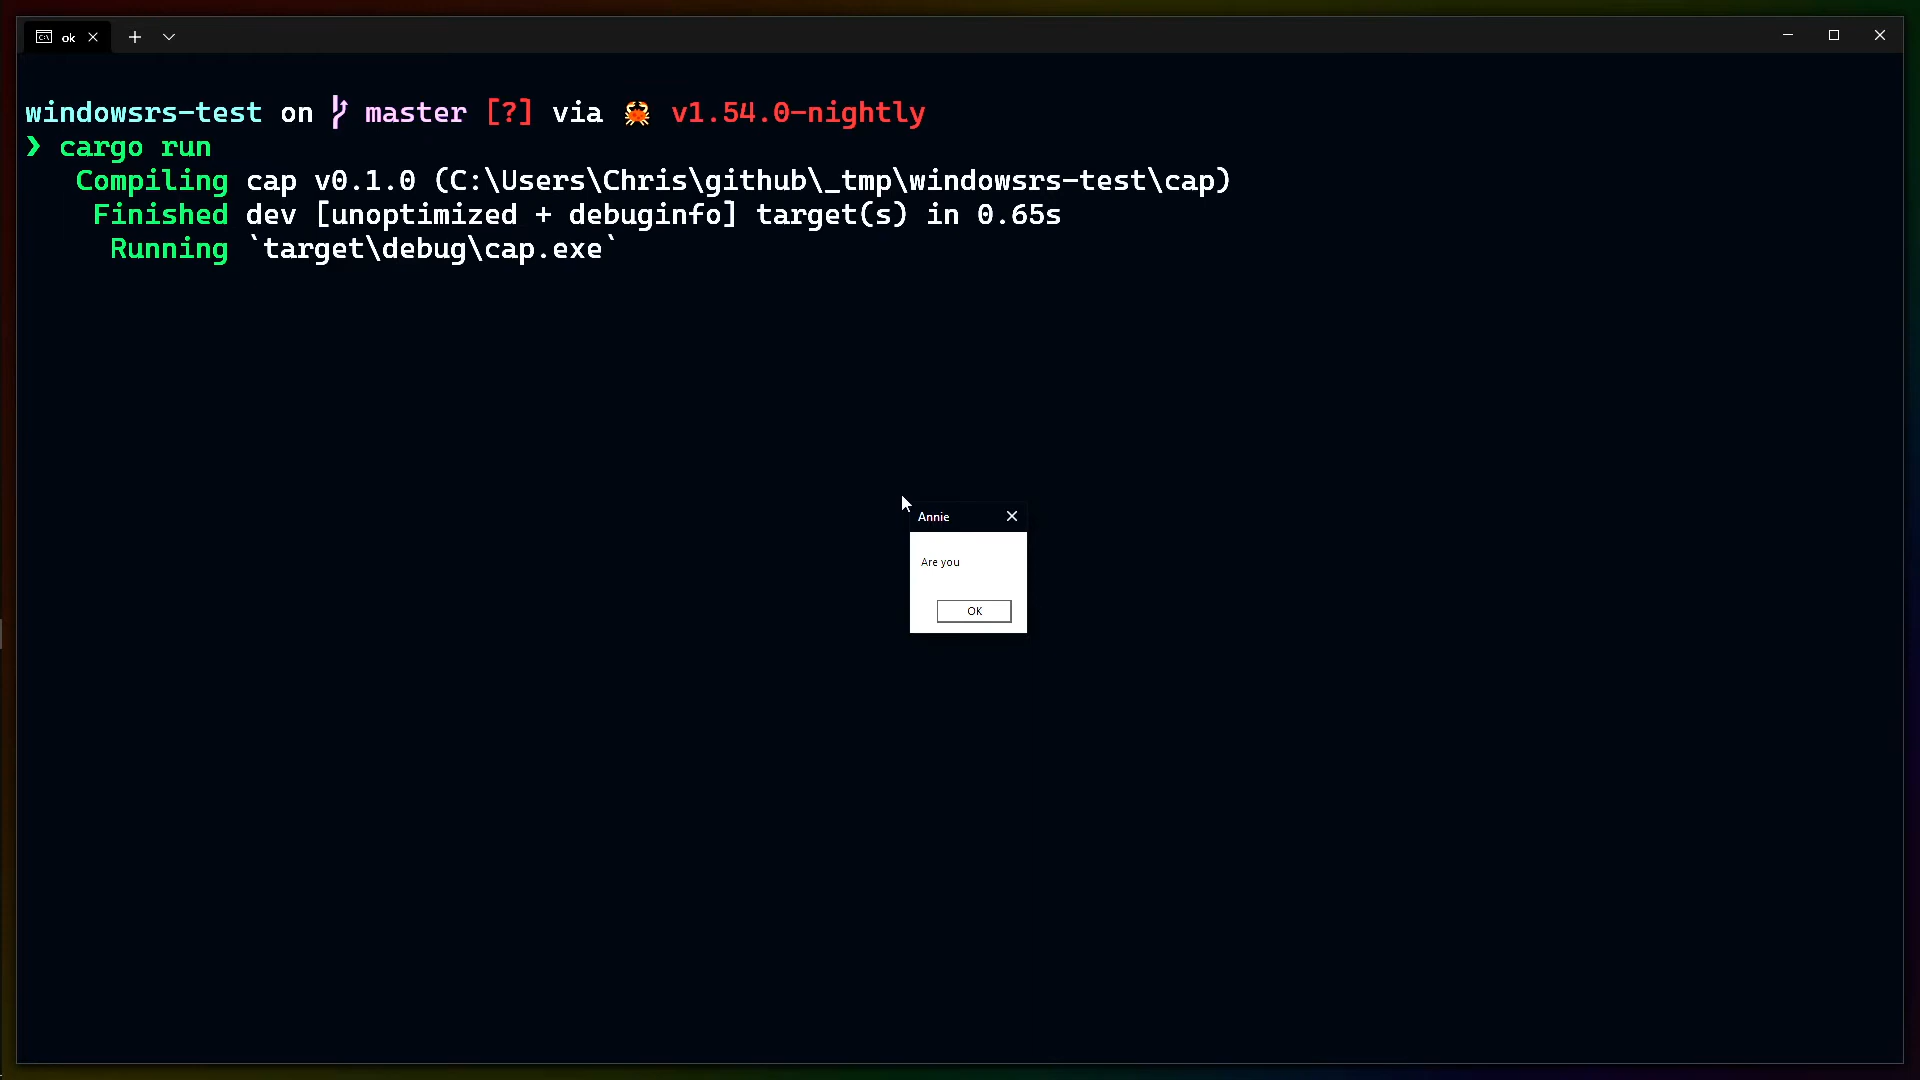 ok
windowsrs-test on master [?] via 🦀 v1.54.0-nightly
❯ cargo run
Compiling cap v0.1.0 (C:\Users\Chris\github\_tmp\windowsrs-test\cap)
Finished dev [unoptimized + debuginfo] target(s) in 0.65s
Running `target\debug\cap.exe`
Annie
Are you
OK